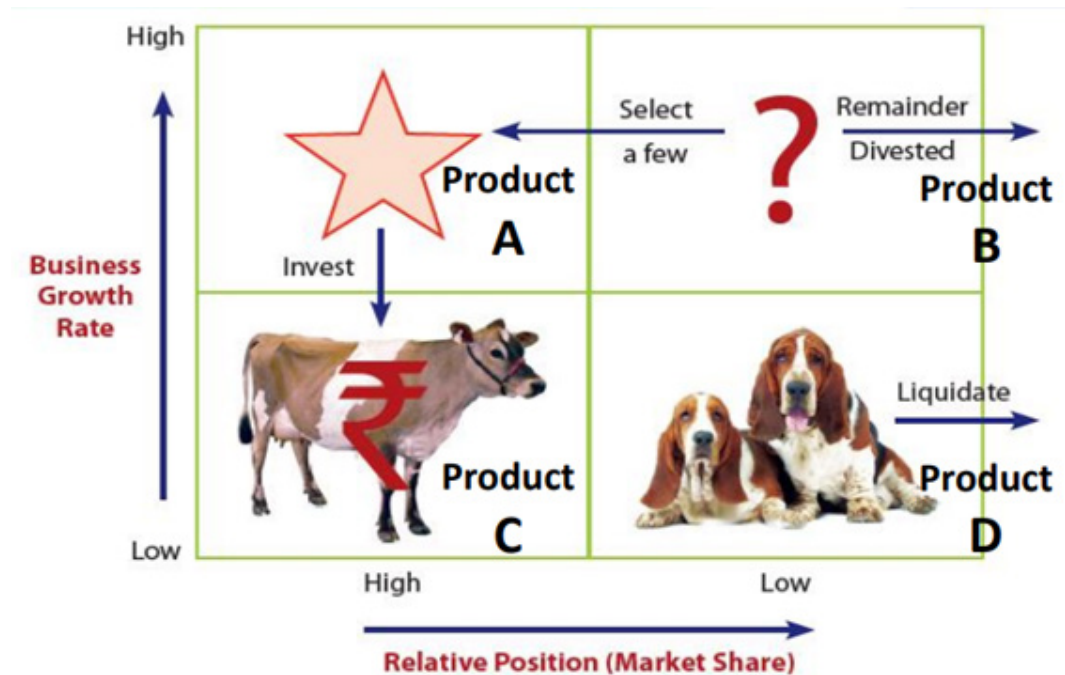 High
Select
a few
?
Remainder
Divested
Product
A
Product
B
Invest
Business
Growth
Rate
₹
Liquidate
Product
C
Product
D
Low
High
Low
Relative Position (Market Share)